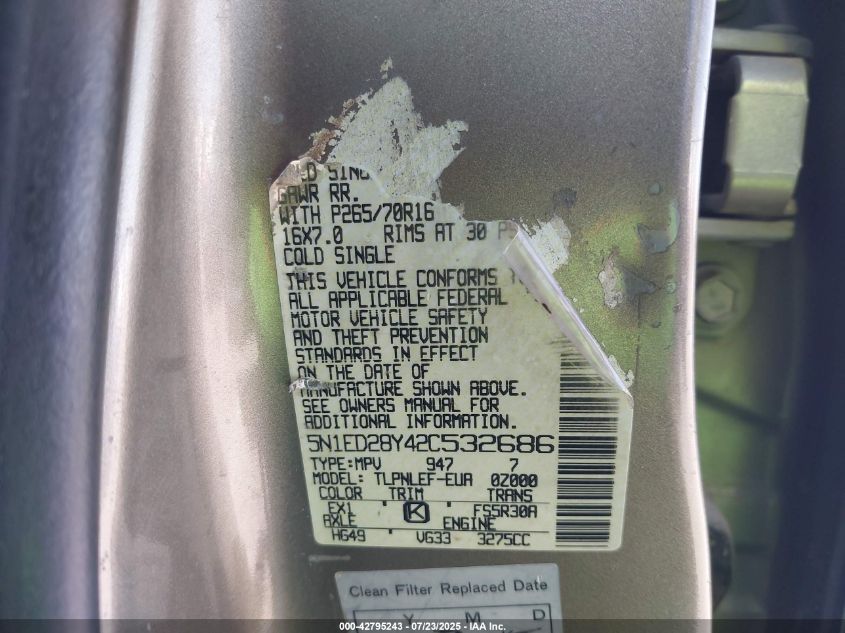 GAWR RR.
WITH P265/70R16
16X7.0 RIMS AT 30
COLD SINGLE
THIS VEHICLE CONFORMS
ALL APPLICABLE FEDERAL
MOTOR VEHICLE SAFETY
AND THEFT PREVENTION
STANDARDS IN EFFECT
ON THE DATE OF
MANUFACTURE SHOWN ABOVE.
SEE OWNERS MANUAL FOR
ADDITIONAL INFORMATION.
5N1ED28Y42C532686
TYPE:MPV 947 7
MODEL: TLPNLEF-EUA 0Z000
COLOR TRIM TRANS
EX1 ' K ' FS5R30A
AXLE ENGINE
HG49 ' VG33 3275CC
Clean Filter Replaced Date
Y M D
000-42795243 - 07/23/2025 - IAA Inc.